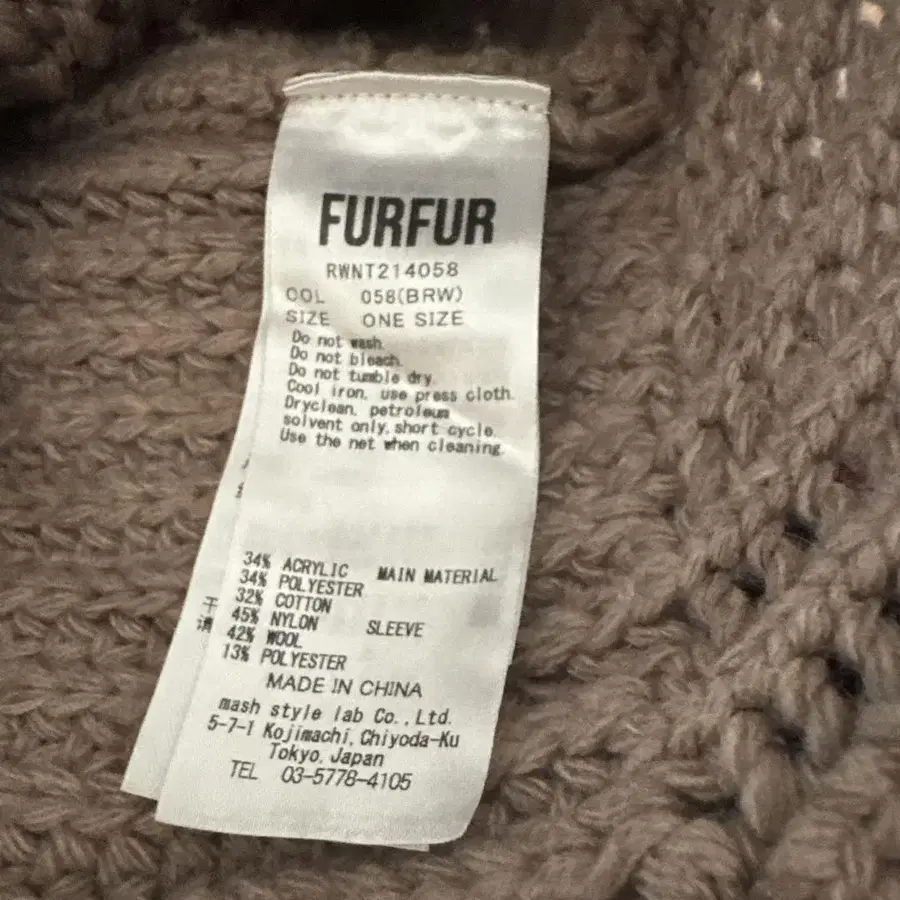 FURFUR
RWNT214058
COL 058(BRW)
SIZE ONE SIZE
Do not wash.
Do not bleach.
Do not tumble dry.
Cool iron, use press cloth.
Dryclean, petroleum
solvent only, short cycle.
Use the net when cleaning.
34% ACRYLIC MAIN MATERIAL
34% POLYESTER
32% COTTON
45% NYLON SLEEVE
42% WOOL
13% POLYESTER
MADE IN CHINA
mash style lab Co., Ltd.
5-7-1 Kojimachi, Chiyoda-Ku
Tokyo, Japan
TEL 03-5778-4105
干
请